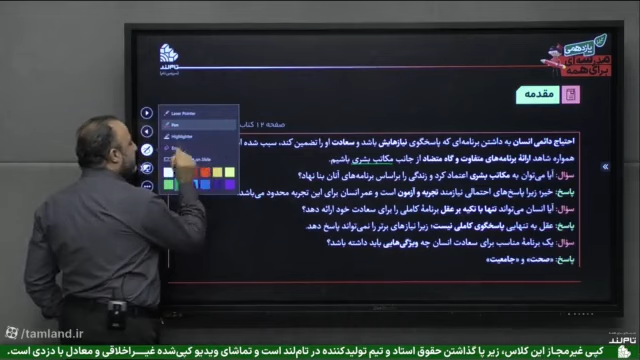 تاملند
یازدهمی
مدرسه‌ای
برای همه
مقدمه
صفحه ۱۲ کتاب
احتیاج دائمی انسان به داشتن برنامه‌ای که پاسخگوی نیازهایش باشد و سعادت او را تضمین کند، سبب شده
همواره شاهد ارائهٔ برنامه‌های متفاوت و گاه متضاد از جانب مکاتب بشری باشیم.
سؤال: آیا می‌توان به مکاتب بشری اعتماد کرد و زندگی را براساس برنامه‌های آنان بنا نهاد؟
پاسخ: خیر؛ زیرا پاسخ‌های احتمالی نیازمند تجربه و آزمون است و عمر انسان برای این تجربه محدود می‌باشد.
سؤال: آیا انسان می‌تواند تنها با تکیه بر عقل برنامهٔ کاملی را برای سعادت خود ارائه دهد؟
پاسخ: عقل به تنهایی پاسخگوی کاملی نیست؛ زیرا نیازهای برتر را نمی‌تواند پاسخ دهد.
سؤال: یک برنامهٔ مناسب برای سعادت انسان چه ویژگی‌هایی باید داشته باشد؟
پاسخ: «صحت» و «جامعیت»
Laser Pointer
Pen
Highlighter
/tamland.ir
تاملند
کپی غیرمجاز این کلاس، زیر پا گذاشتن حقوق استاد و تیم تولیدکننده در تام‌لند است و تماشای ویدیو کپی‌شده غیراخلاقی و معادل با دزدی است.